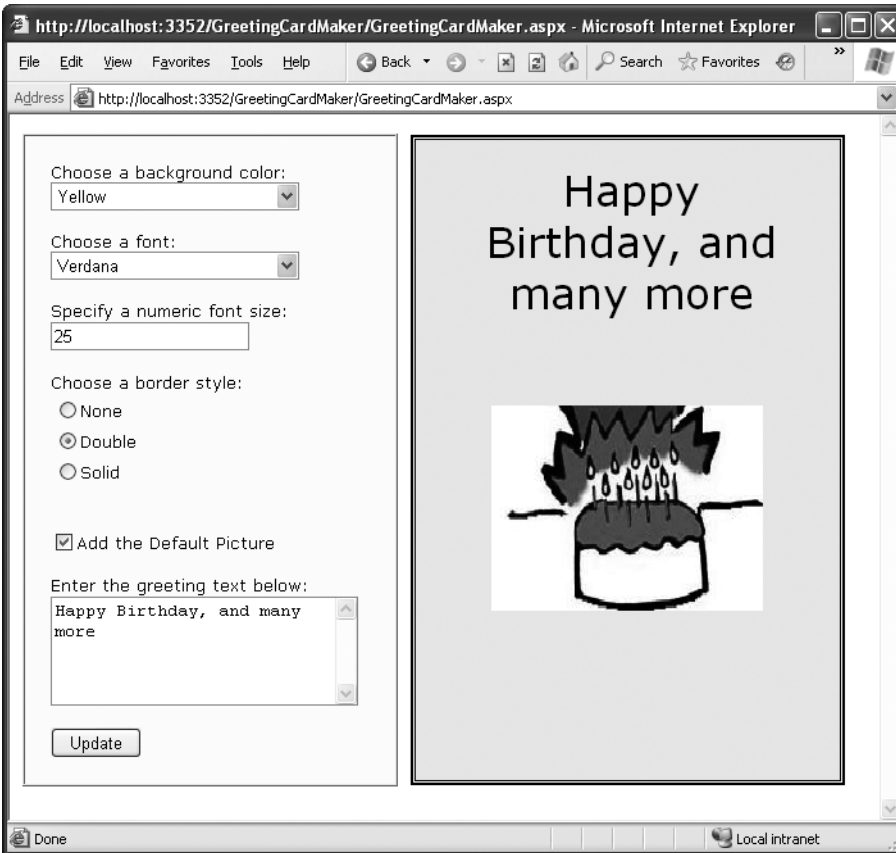 http://localhost:3352/GreetingCardMaker/GreetingCardMaker.aspx - Microsoft Internet Explorer
File Edit View Favorites Tools Help Back Search Favorites »
Address http://localhost:3352/GreetingCardMaker/GreetingCardMaker.aspx
Choose a background color:
Yellow
Choose a font:
Verdana
Specify a numeric font size:
25
Choose a border style:
None
Double
Solid
Add the Default Picture
Enter the greeting text below:
Happy Birthday, and many
more
Update
Happy
Birthday, and
many more
Done Local intranet